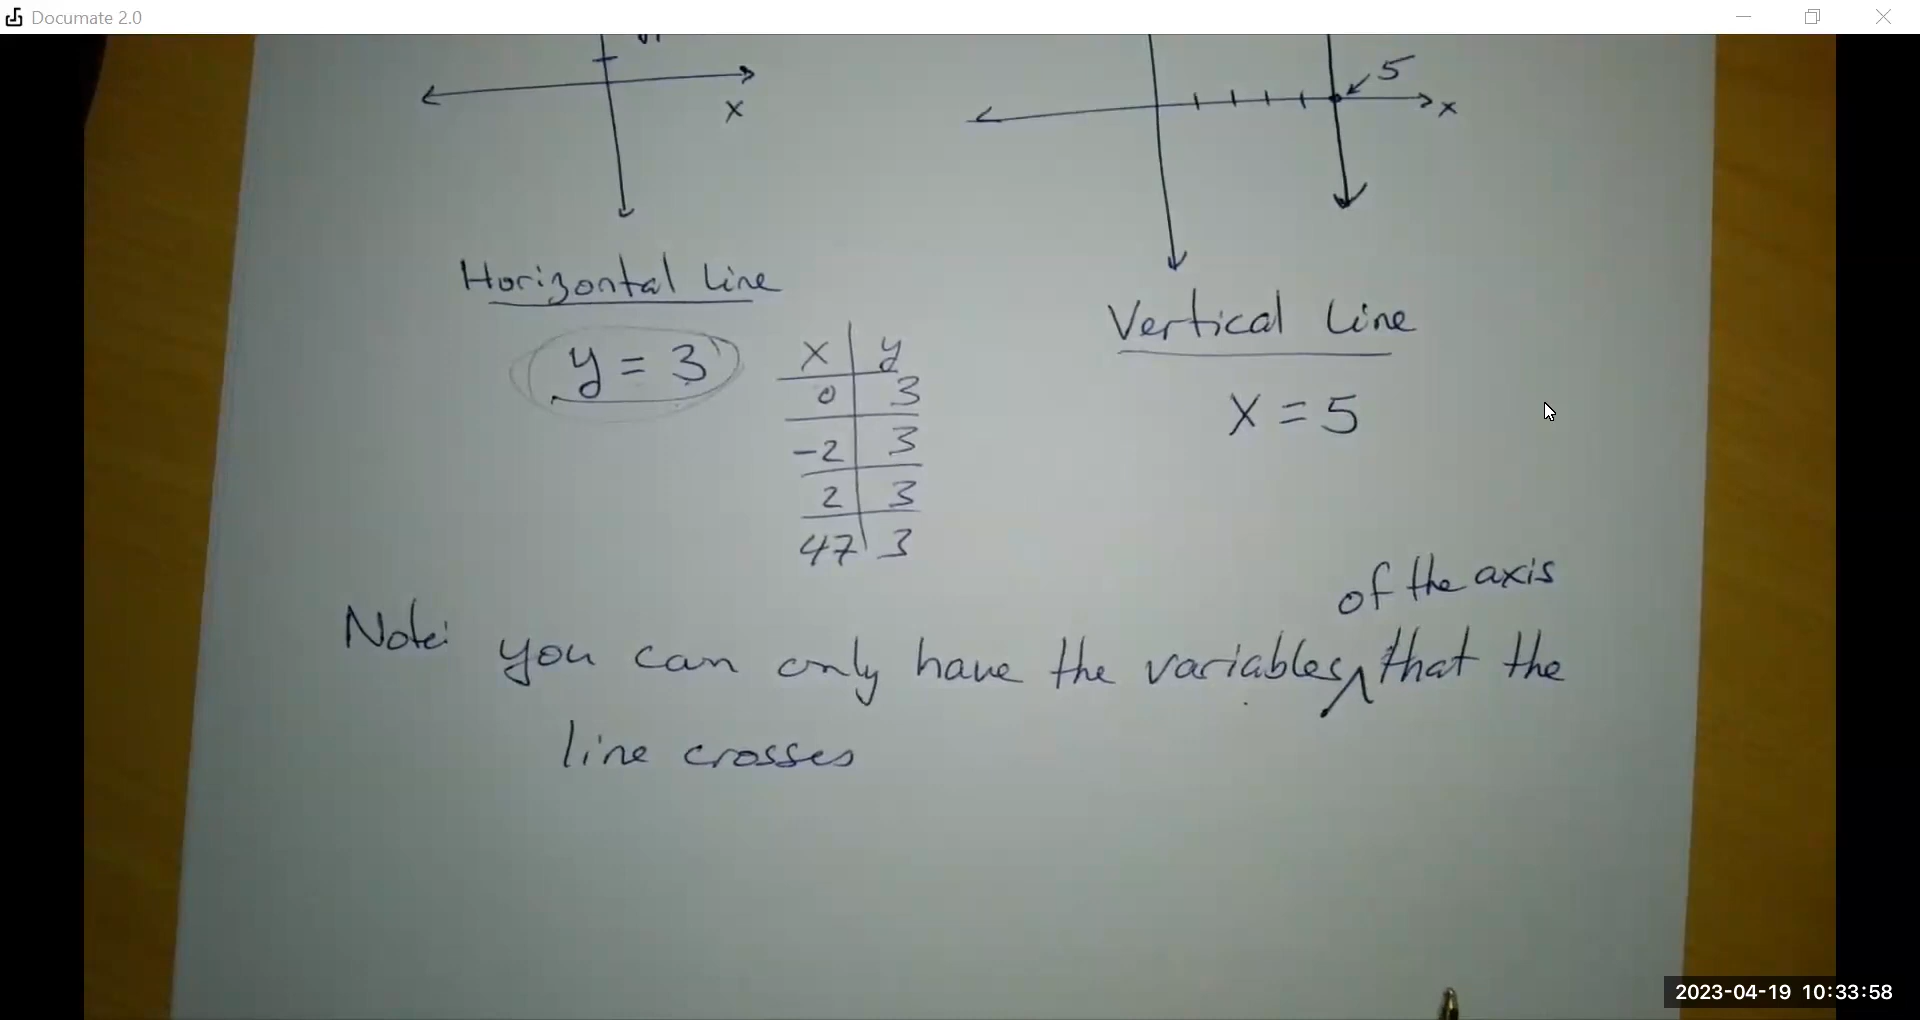 Documate 2.0
5
x
x
Horizontal line
y = 3
x y
0 3
-2 3
2 3
47 3
Vertical line
x = 5
of the axis
Note: you can only have the variables ^ that the
line crosses
2023-04-19 10:33:58